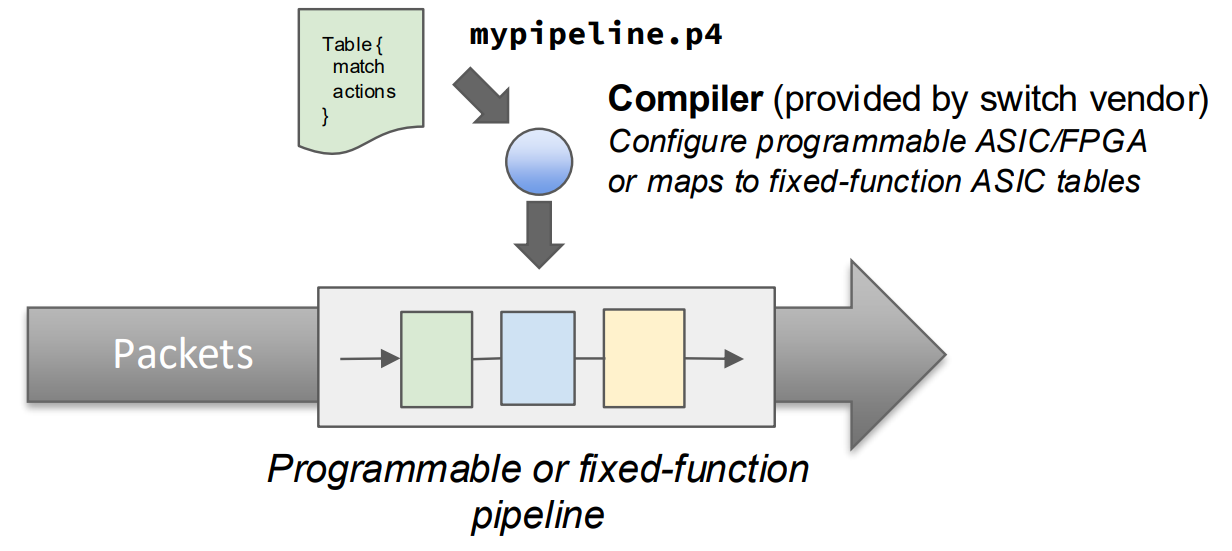 Table {
match
actions
}
mypipeline.p4
Compiler (provided by switch vendor)
Configure programmable ASIC/FPGA
or maps to fixed-function ASIC tables
Packets
Programmable or fixed-function
pipeline